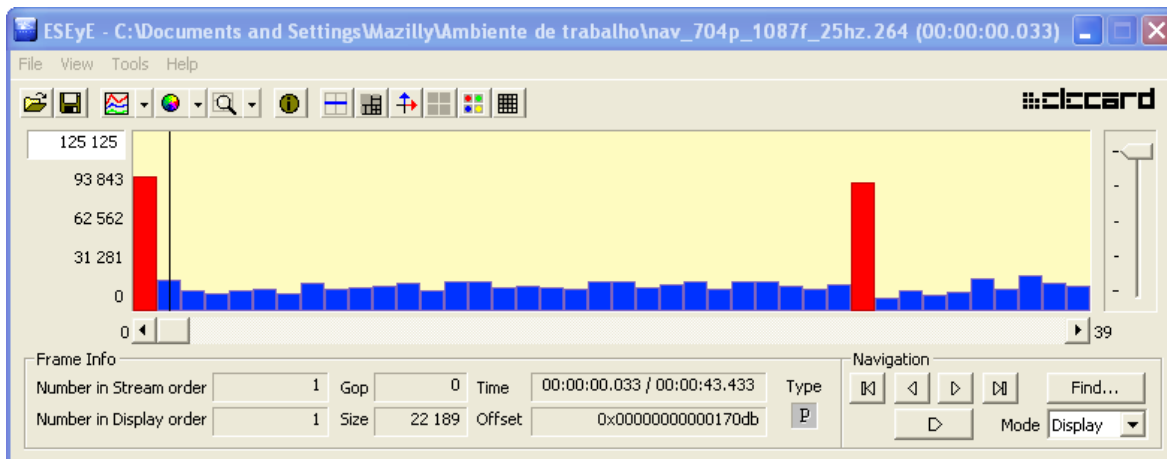 ESEyE - C:\Documents and Settings\Mazilly\Ambiente de trabalho\nav_704p_1087f_25hz.264 (00:00:00.033)
File View Tools Help
elecard
125 125
93 843
62 562
31 281
0
0 39
Frame Info Navigation
Number in Stream order 1 Gop 0 Time 00:00:00.033 / 00:00:43.433 Type Find...
Number in Display order 1 Size 22 189 Offset 0x00000000000170db P Mode Display